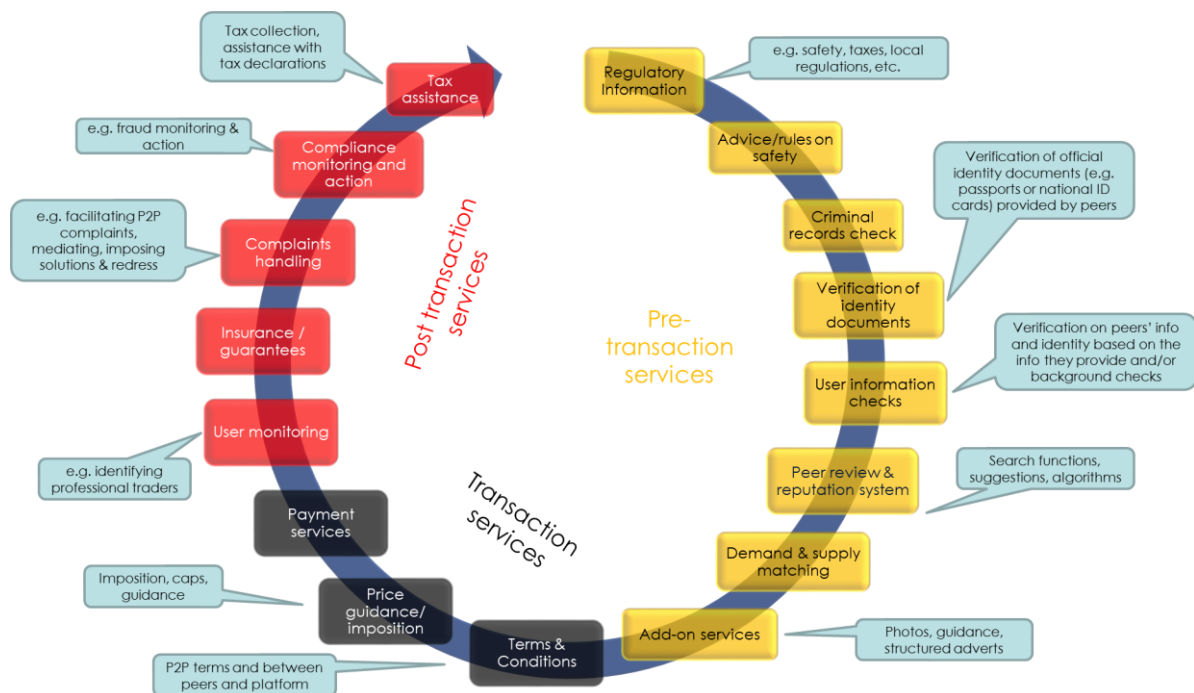 Regulatory
Information
e.g. safety, taxes, local
regulations, etc.
Advice/rules on
safety
Criminal
records check
Verification of
identity
documents
Verification of official
identity documents (e.g.
passports or national ID
cards) provided by peers
User information
checks
Verification on peers' info
and identity based on the
info they provide and/or
background checks
Peer review &
reputation system
Search functions,
suggestions, algorithms
Demand & supply
matching
Add-on services
Photos, guidance,
structured adverts
Pre-
transaction
services
Terms &
Conditions
P2P terms and between
peers and platform
Price
guidance/
imposition
Imposition, caps,
guidance
Payment
services
Transaction
services
User monitoring
e.g. identifying
professional traders
Insurance /
guarantees
Complaints
handling
e.g. facilitating P2P
complaints,
mediating, imposing
solutions & redress
Compliance
monitoring and
action
e.g. fraud monitoring &
action
Tax
assistance
Tax collection,
assistance with
tax declarations
Post transaction
services